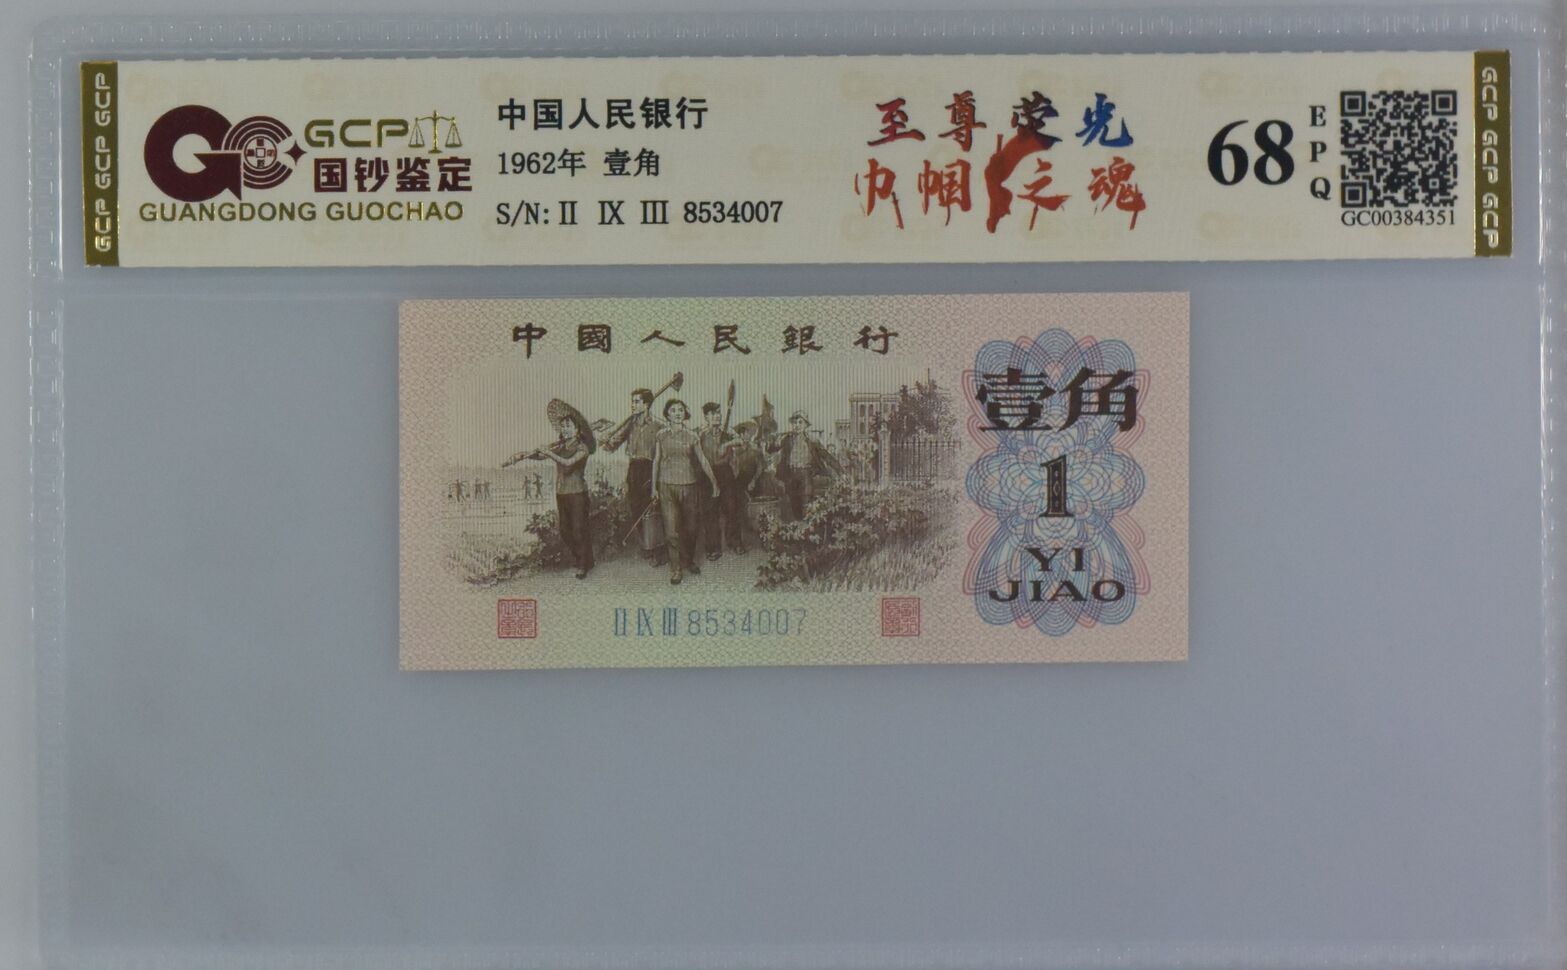 GCP
国钞鉴定
GUANGDONG GUOCHAO
中国人民银行
1962年 壹角
S/N: II IX III 8534007
至尊荧光
巾帼之魂
68
EPQ
GC00384351
GCP GCP GCP
GCP GCP GCP
中國人民銀行
壹角
1
YI
JIAO
II IX III 8534007